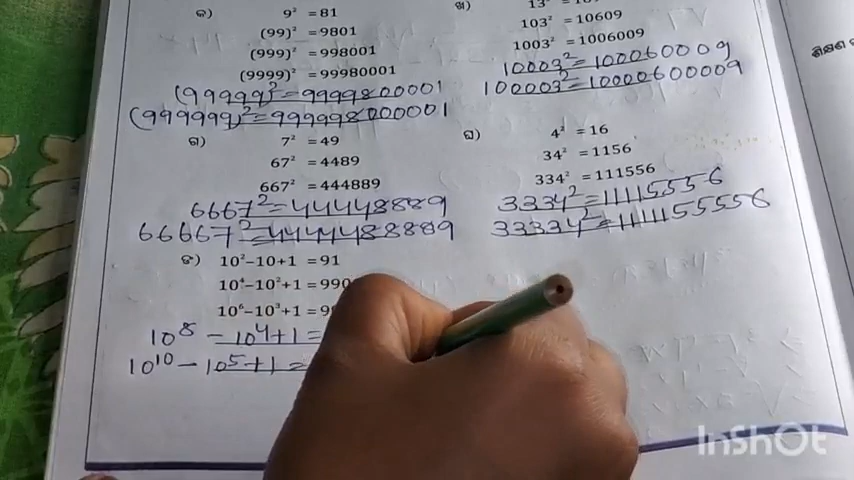 କ) 9² = 81
(99)² = 9801
(999)² = 998001
(9999)² = 99980001
(99999)² = 9999800001
(999999)² = 999998000001
ଖ)
103² = 10609
1003² = 1006009
10003² = 100060009
100003² = 10000600009
ଗ) 7² = 49
67² = 4489
667² = 444889
6667² = 44448889
66667² = 4444488889
ଘ) 4² = 16
34² = 1156
334² = 111556
3334² = 11115556
33334² = 1111155556
ଙ) 10² – 10 + 1 = 91
10⁴ – 10² + 1 = 990
10⁶ – 10³ + 1 =
10⁸ – 10⁴ + 1 =
10¹⁰ – 10⁵ + 1 =
InShOt